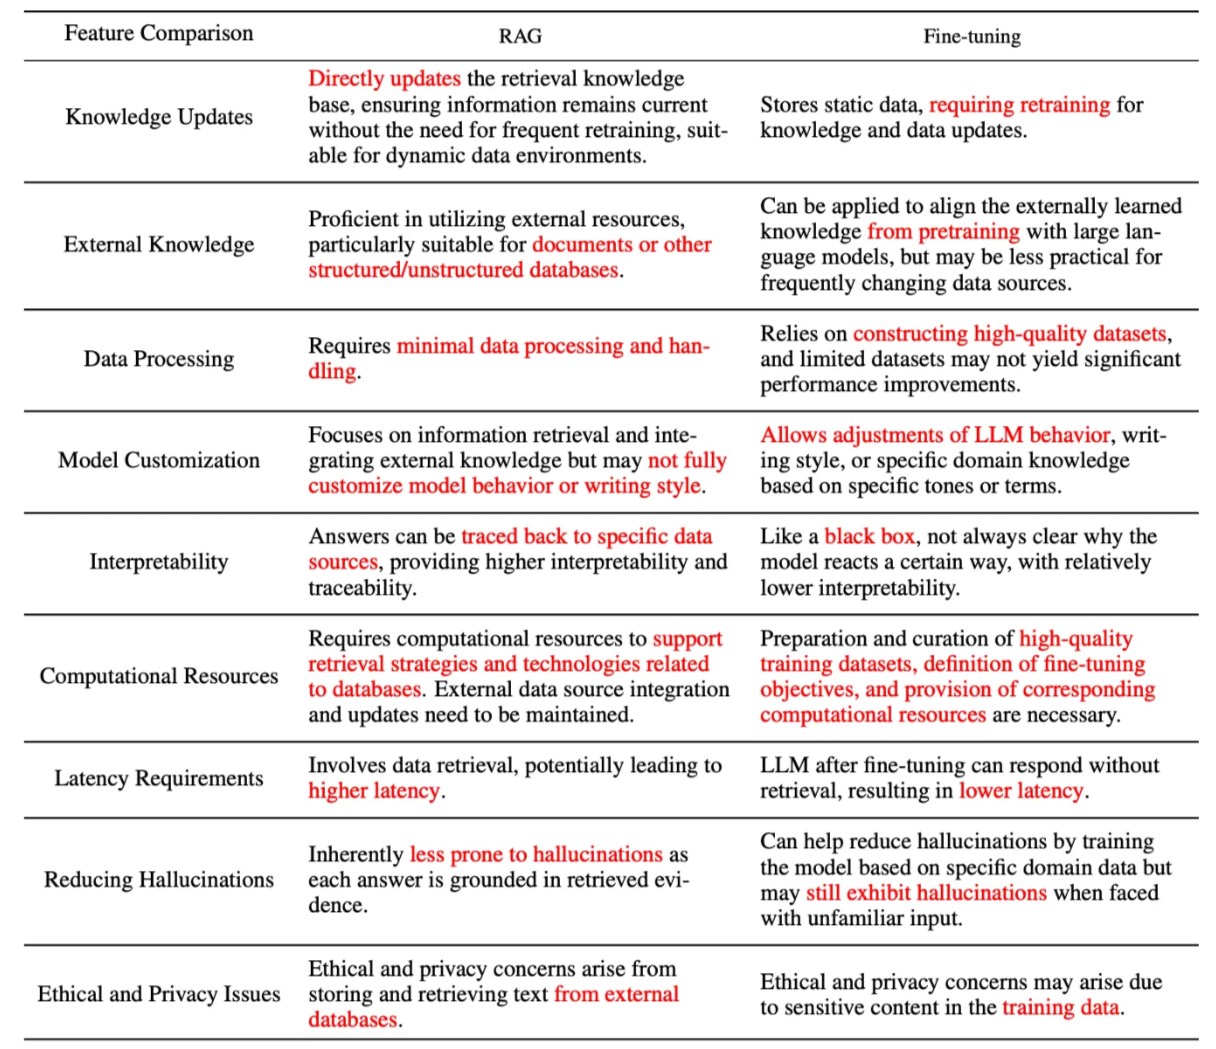 Feature Comparison
RAG
Fine-tuning
Knowledge Updates
Directly updates the retrieval knowledge
base, ensuring information remains current
without the need for frequent retraining, suit-
able for dynamic data environments.
Stores static data, requiring retraining for
knowledge and data updates.
External Knowledge
Proficient in utilizing external resources,
particularly suitable for documents or other
structured/unstructured databases.
Can be applied to align the externally learned
knowledge from pretraining with large lan-
guage models, but may be less practical for
frequently changing data sources.
Data Processing
Requires minimal data processing and han-
dling.
Relies on constructing high-quality datasets,
and limited datasets may not yield significant
performance improvements.
Model Customization
Focuses on information retrieval and inte-
grating external knowledge but may not fully
customize model behavior or writing style.
Allows adjustments of LLM behavior, writ-
ing style, or specific domain knowledge
based on specific tones or terms.
Interpretability
Answers can be traced back to specific data
sources, providing higher interpretability and
traceability.
Like a black box, not always clear why the
model reacts a certain way, with relatively
lower interpretability.
Computational Resources
Requires computational resources to support
retrieval strategies and technologies related
to databases. External data source integration
and updates need to be maintained.
Preparation and curation of high-quality
training datasets, definition of fine-tuning
objectives, and provision of corresponding
computational resources are necessary.
Latency Requirements
Involves data retrieval, potentially leading to
higher latency.
LLM after fine-tuning can respond without
retrieval, resulting in lower latency.
Reducing Hallucinations
Inherently less prone to hallucinations as
each answer is grounded in retrieved evi-
dence.
Can help reduce hallucinations by training
the model based on specific domain data but
may still exhibit hallucinations when faced
with unfamiliar input.
Ethical and Privacy Issues
Ethical and privacy concerns arise from
storing and retrieving text from external
databases.
Ethical and privacy concerns may arise due
to sensitive content in the training data.